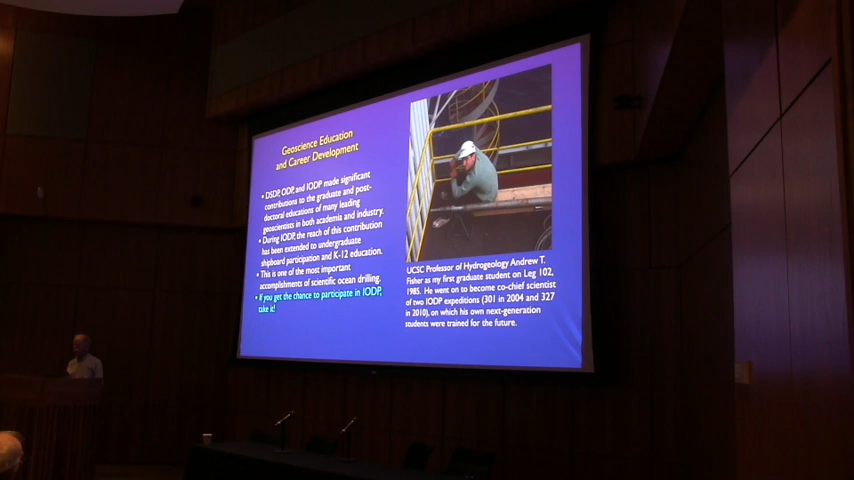 Geoscience Education
and Career Development
• DSDP, ODP, and IODP made significant
contributions to the graduate and post-
doctoral educations of many leading
geoscientists in both academia and industry.
• During IODP, the reach of this contribution
has been extended to undergraduate
shipboard participation and K-12 education.
• This is one of the most important
accomplishments of scientific ocean drilling.
• If you get the chance to participate in IODP,
take it!
UCSC Professor of Hydrogeology Andrew T.
Fisher as my first graduate student on Leg 102,
1985. He went on to become co-chief scientist
of two IODP expeditions (301 in 2004 and 327
in 2010), on which his own next-generation
students were trained for the future.